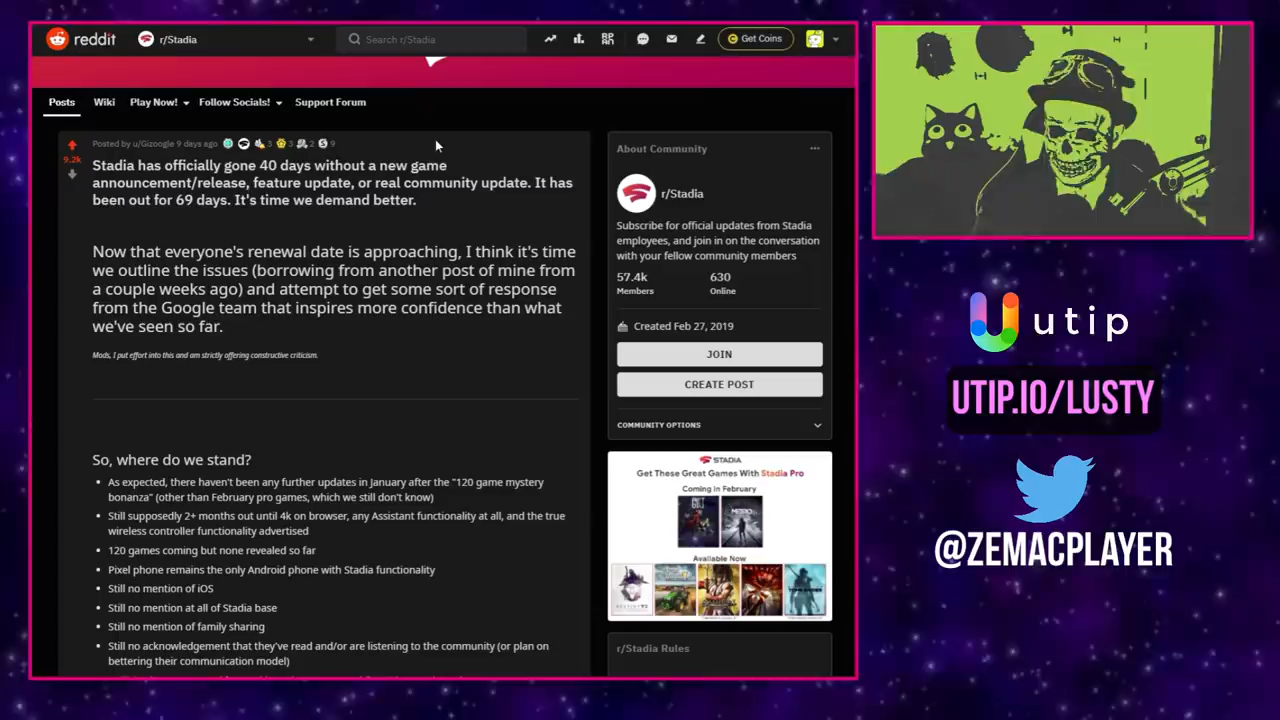 reddit
r/Stadia
Search r/Stadia
Get Coins
Posts
Wiki
Play Now!
Follow Socials!
Support Forum
9.2k
Posted by u/Gizoogle 9 days ago
3
3
2
9
Stadia has officially gone 40 days without a new game
announcement/release, feature update, or real community update. It has
been out for 69 days. It's time we demand better.
Now that everyone's renewal date is approaching, I think it's time
we outline the issues (borrowing from another post of mine from
a couple weeks ago) and attempt to get some sort of response
from the Google team that inspires more confidence than what
we've seen so far.
Mods, I put effort into this and am strictly offering constructive criticism.
So, where do we stand?
• As expected, there haven't been any further updates in January after the "120 game mystery
bonanza" (other than February pro games, which we still don't know)
• Still supposedly 2+ months out until 4k on browser, any Assistant functionality at all, and the true
wireless controller functionality advertised
• 120 games coming but none revealed so far
• Pixel phone remains the only Android phone with Stadia functionality
• Still no mention of iOS
• Still no mention at all of Stadia base
• Still no mention of family sharing
• Still no acknowledgement that they've read and/or are listening to the community (or plan on
bettering their communication model)
About Community
r/Stadia
Subscribe for official updates from Stadia
employees, and join in on the conversation
with your fellow community members
57.4k
630
Members
Online
Created Feb 27, 2019
JOIN
CREATE POST
COMMUNITY OPTIONS
STADIA
Get These Great Games With Stadia Pro
Coming in February
METRO
Available Now
r/Stadia Rules
utip
UTIP.IO/LUSTY
@ZEMACPLAYER